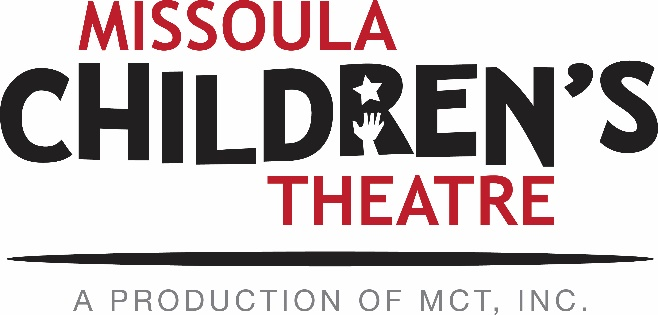 MISSOULA
CHILDREN'S
THEATRE
A PRODUCTION OF MCT, INC.